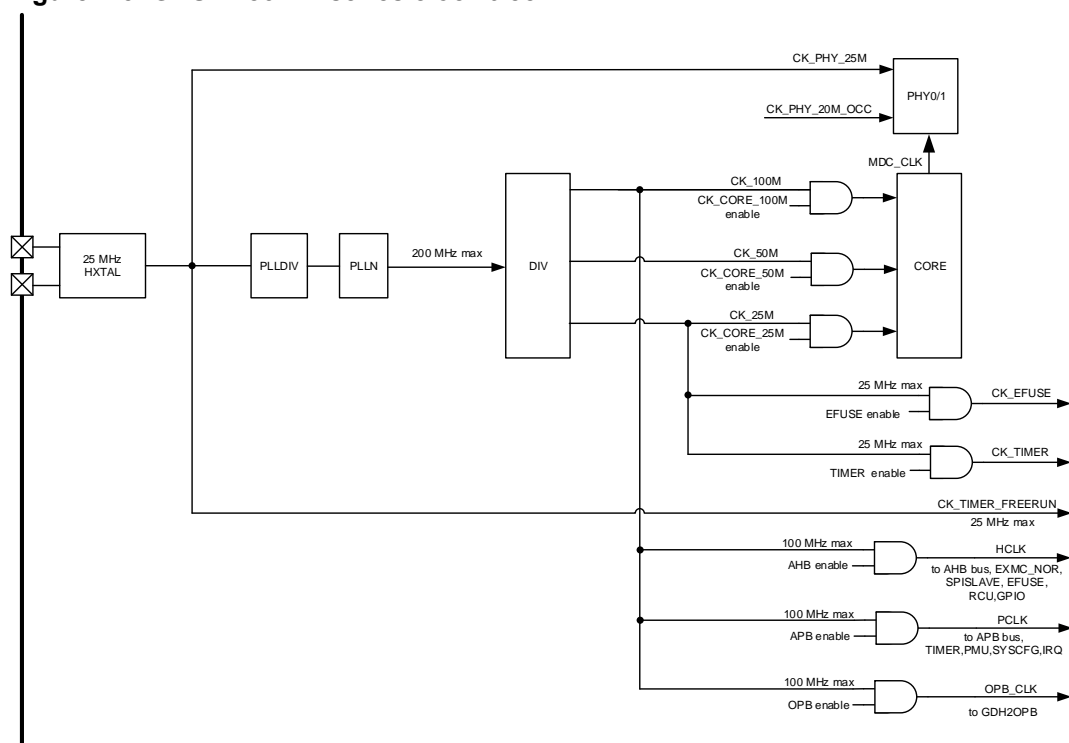 CK_PHY_25M
PHY0/1
CK_PHY_20M_OCC
MDC_CLK
CK_100M
CK_CORE_100M
enable
25 MHz
HXTAL
PLLDIV
PLLN
200 MHz max
DIV
CK_50M
CK_CORE_50M
enable
CORE
CK_25M
CK_CORE_25M
enable
25 MHz max
CK_EFUSE
EFUSE enable
25 MHz max
CK_TIMER
TIMER enable
CK_TIMER_FREERUN
25 MHz max
100 MHz max
HCLK
AHB enable
to AHB bus, EXMC_NOR,
SPISLAVE, EFUSE,
RCU,GPIO
100 MHz max
PCLK
APB enable
to APB bus,
TIMER,PMU,SYSCFG,IRQ
100 MHz max
OPB_CLK
OPB enable
to GDH2OPB